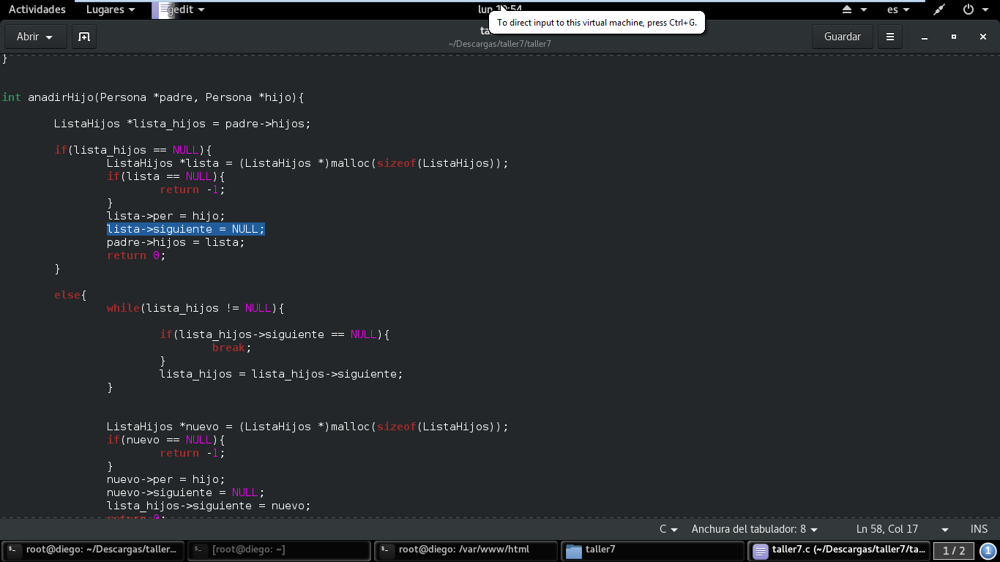 Actividades Lugares gedit lun 54 es
To direct input to this virtual machine, press Ctrl+G.
Abrir Guardar
~/Descargas/taller7/taller7
}
int anadirHijo(Persona *padre, Persona *hijo){
ListaHijos *lista_hijos = padre->hijos;
if(lista_hijos == NULL){
ListaHijos *lista = (ListaHijos *)malloc(sizeof(ListaHijos));
if(lista == NULL){
return -1;
}
lista->per = hijo;
lista->siguiente = NULL;
padre->hijos = lista;
return 0;
}
else{
while(lista_hijos != NULL){
if(lista_hijos->siguiente == NULL){
break;
}
lista_hijos = lista_hijos->siguiente;
}
ListaHijos *nuevo = (ListaHijos *)malloc(sizeof(ListaHijos));
if(nuevo == NULL){
return -1;
}
nuevo->per = hijo;
nuevo->siguiente = NULL;
lista_hijos->siguiente = nuevo;
return 0;
C Anchura del tabulador: 8 Ln 58, Col 17 INS
root@diego: ~/Descargas/taller... [root@diego: ~] root@diego: /var/www/html taller7 taller7.c (~/Descargas/taller7/ta... 1 / 2 1